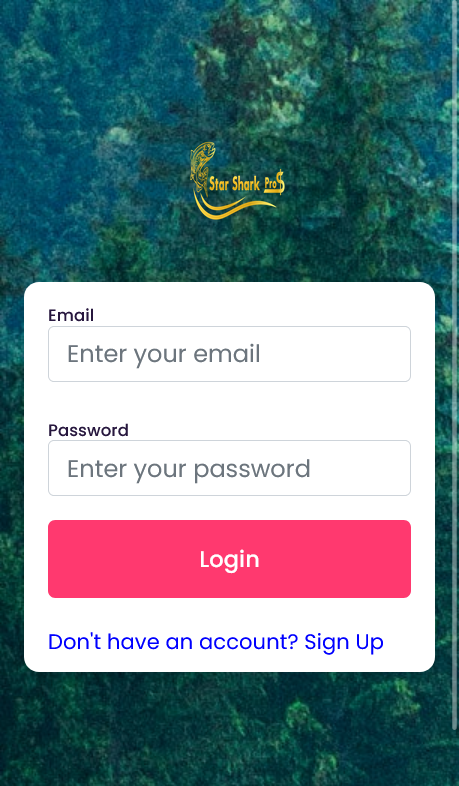 Star Shark Pro$
Email
Enter your email
Password
Enter your password
Login
Don't have an account? Sign Up